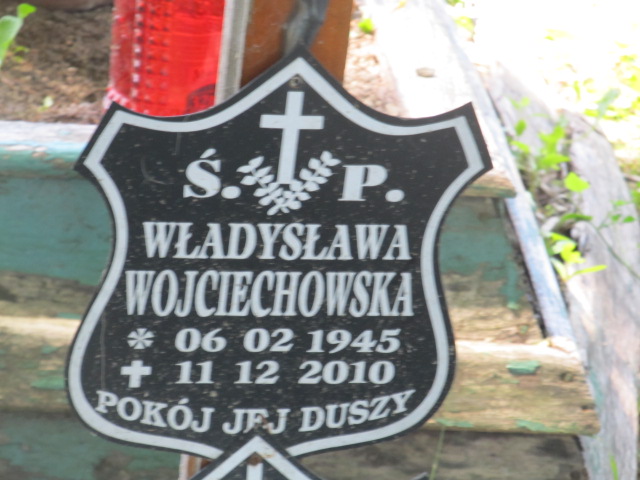 Ś. P.
WŁADYSŁAWA
WOJCIECHOWSKA
* 06 02 1945
✝ 11 12 2010
POKÓJ JEJ DUSZY